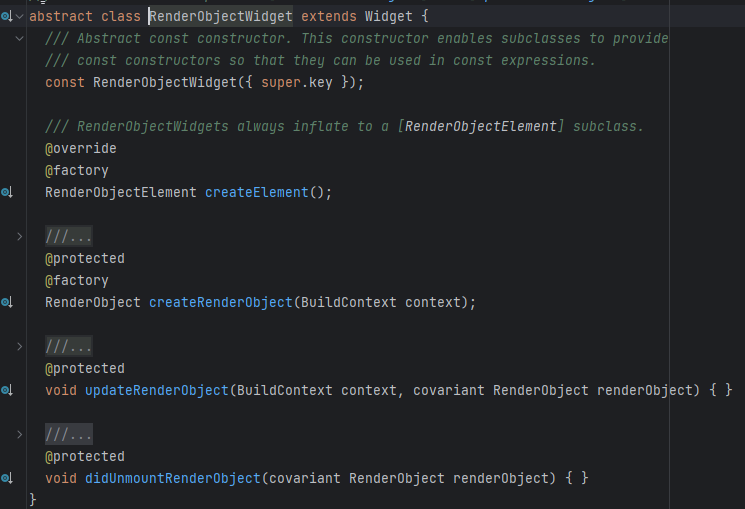 abstract class RenderObjectWidget extends Widget {
/// Abstract const constructor. This constructor enables subclasses to provide
/// const constructors so that they can be used in const expressions.
const RenderObjectWidget({ super.key });
/// RenderObjectWidgets always inflate to a [RenderObjectElement] subclass.
@override
@factory
RenderObjectElement createElement();
///...
@protected
@factory
RenderObject createRenderObject(BuildContext context);
///...
@protected
void updateRenderObject(BuildContext context, covariant RenderObject renderObject) { }
///...
@protected
void didUnmountRenderObject(covariant RenderObject renderObject) { }
}